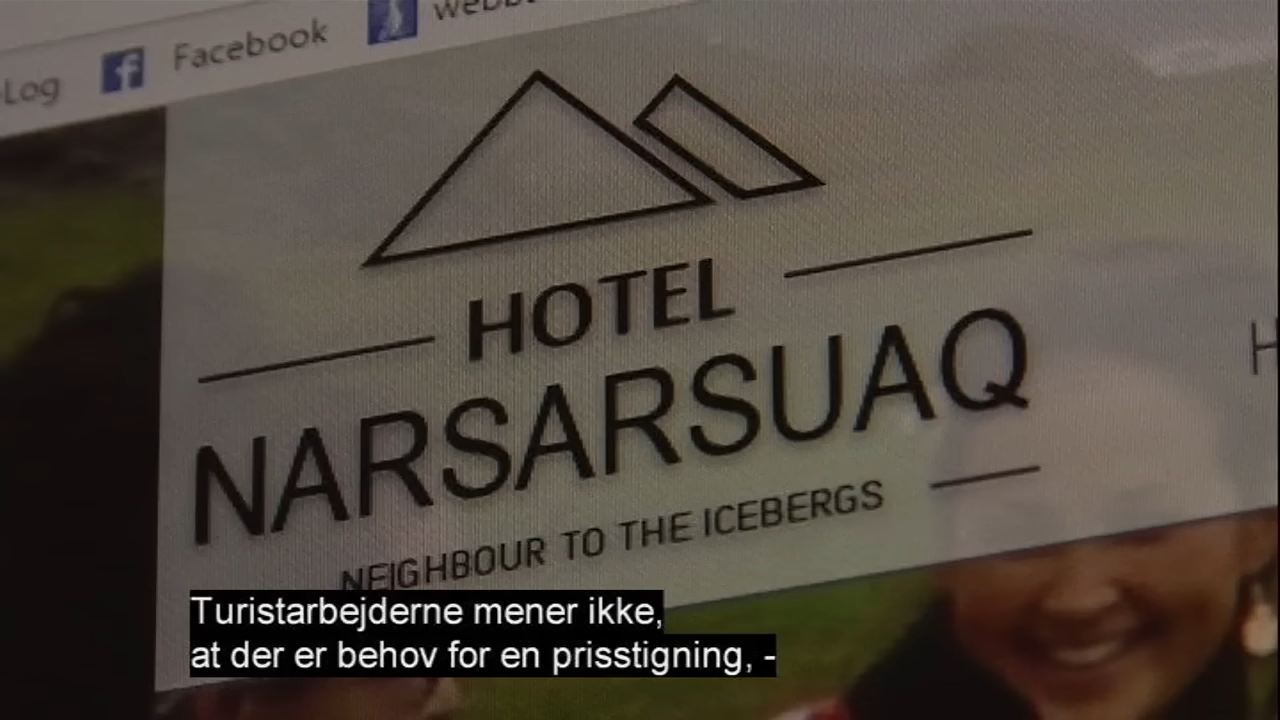 Log
Facebook
HOTEL
NARSARSUAQ
NEIGHBOUR TO THE ICEBERGS
H
Turistarbejderne mener ikke,
at der er behov for en prisstigning, -